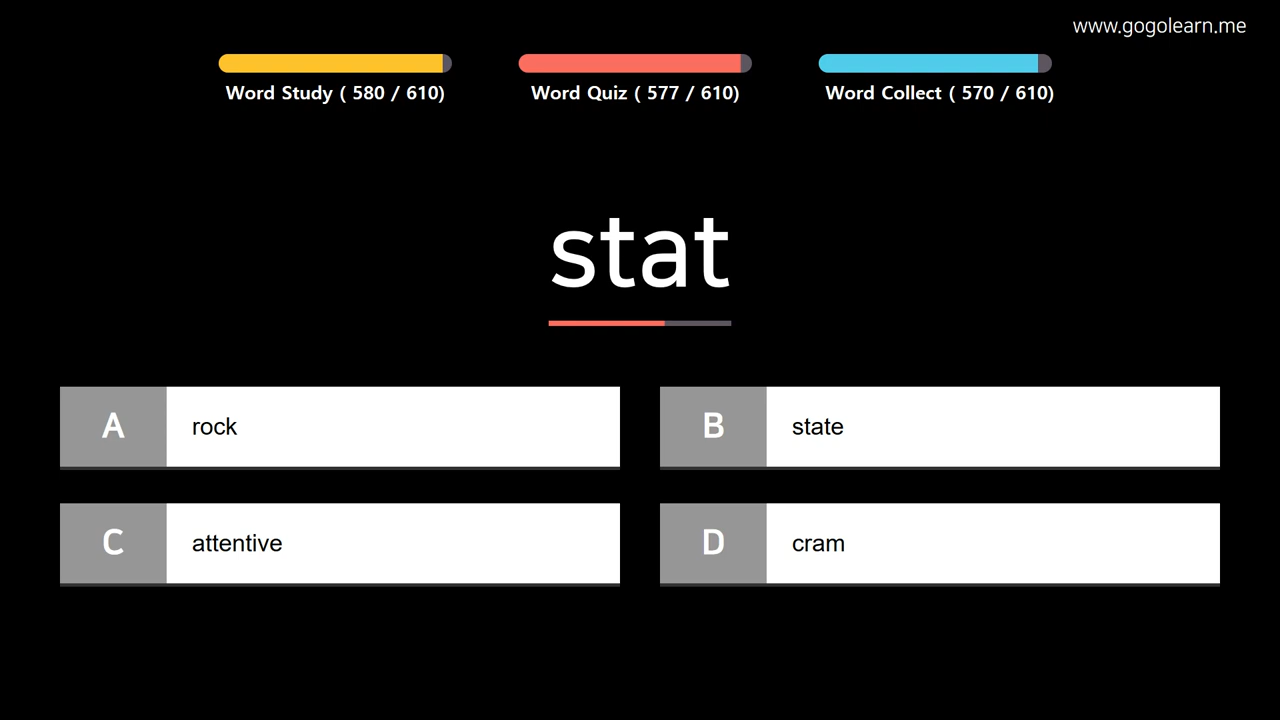 www.gogolearn.me
Word Study ( 580 / 610)
Word Quiz ( 577 / 610)
Word Collect ( 570 / 610)
stat
A rock
B state
C attentive
D cram